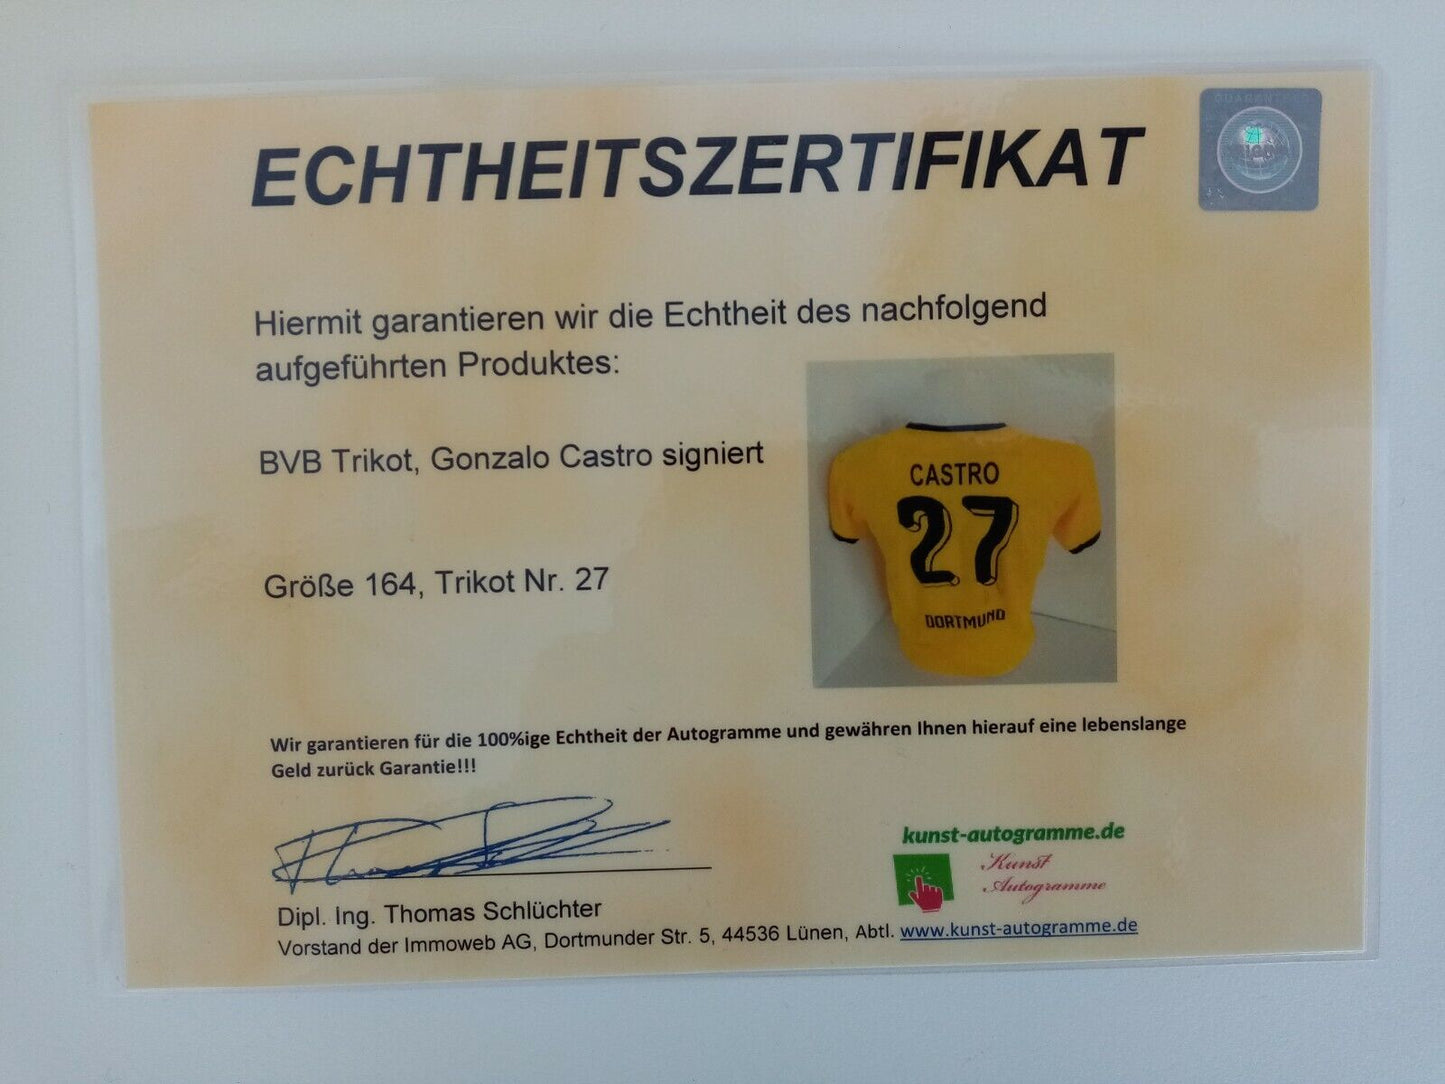 ECHTHEITSZERTIFIKAT
Hiermit garantieren wir die Echtheit des nachfolgend
aufgeführten Produktes:
BVB Trikot, Gonzalo Castro signiert
Größe 164, Trikot Nr. 27
CASTRO
27
DORTMUND
Wir garantieren für die 100%ige Echtheit der Autogramme und gewähren Ihnen hierauf eine lebenslange
Geld zurück Garantie!!!
kunst-autogramme.de
Kunst
Autogramme
Dipl. Ing. Thomas Schlüchter
Vorstand der Immoweb AG, Dortmunder Str. 5, 44536 Lünen, Abtl. www.kunst-autogramme.de